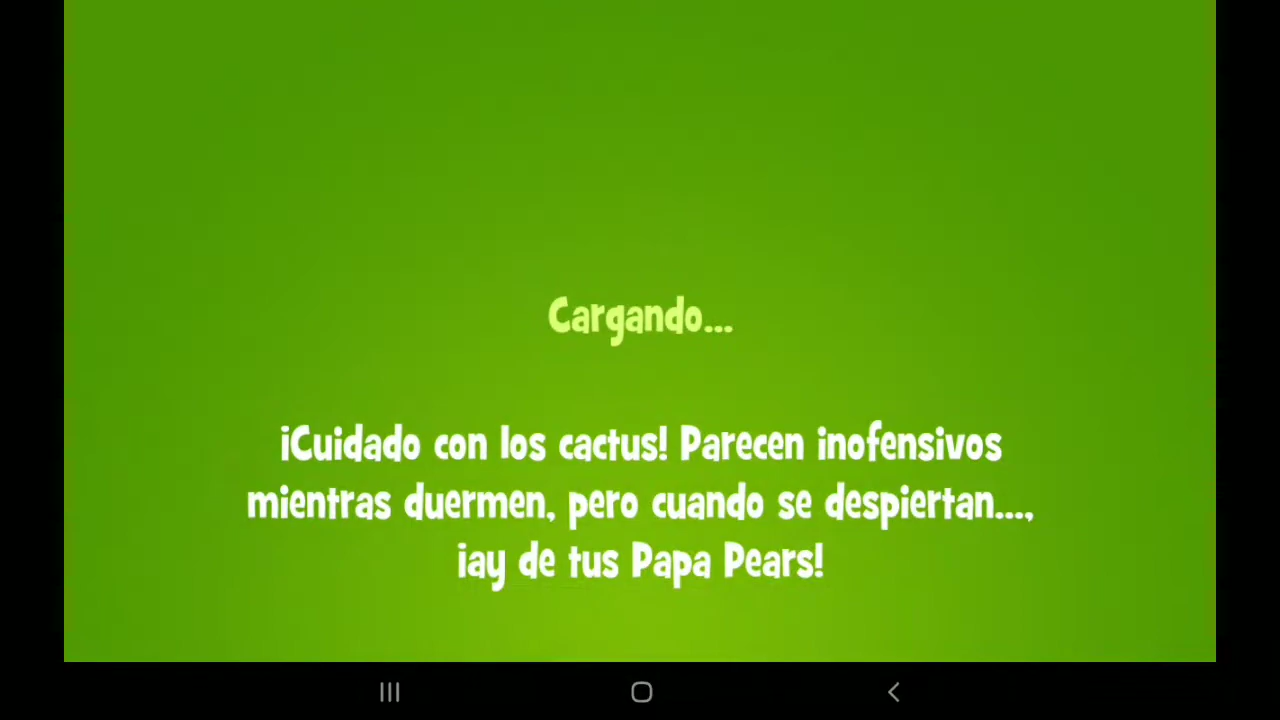 Cargando...
¡Cuidado con los cactus! Parecen inofensivos
mientras duermen, pero cuando se despiertan...,
¡ay de tus Papa Pears!